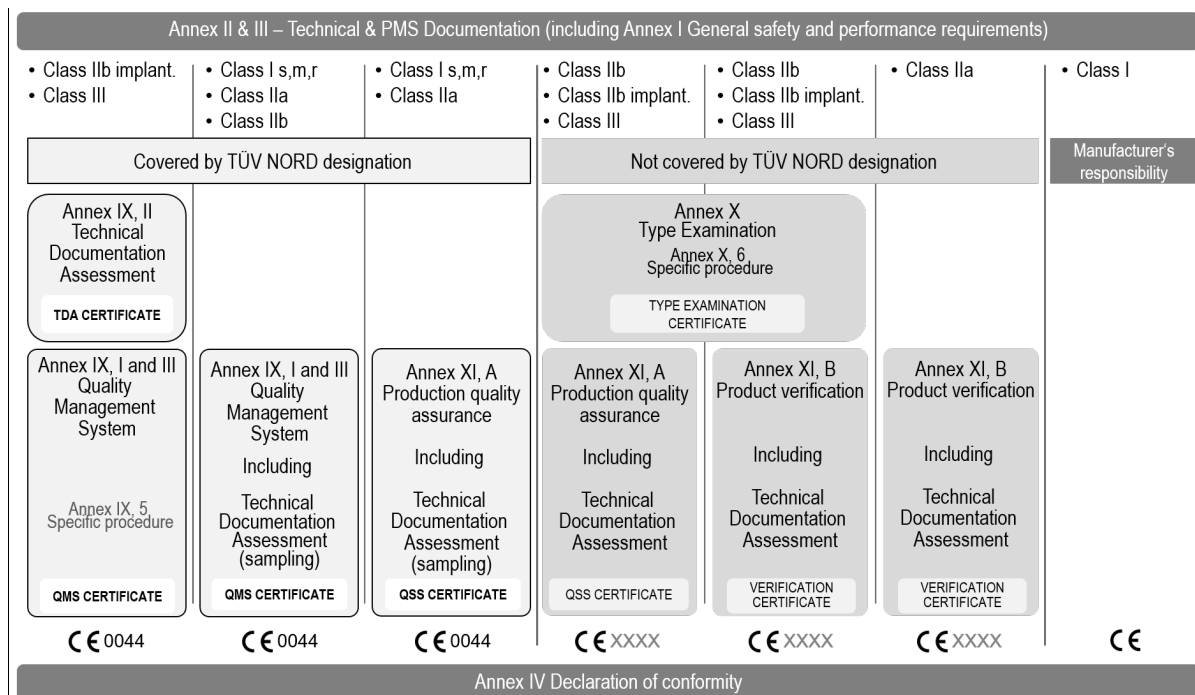 Annex II & III – Technical & PMS Documentation (including Annex I General safety and performance requirements)
• Class IIb implant.
• Class III
• Class I s,m,r
• Class IIa
• Class IIb
• Class I s,m,r
• Class IIa
• Class IIb
• Class IIb implant.
• Class III
• Class IIb
• Class IIb implant.
• Class III
• Class IIa
• Class I
Covered by TÜV NORD designation
Not covered by TÜV NORD designation
Manufacturer's
responsibility
Annex IX, II
Technical
Documentation
Assessment
TDA CERTIFICATE
Annex X
Type Examination
Annex X, 6
Specific procedure
TYPE EXAMINATION
CERTIFICATE
Annex IX, I and III
Quality
Management
System
Annex IX, 5
Specific procedure
QMS CERTIFICATE
Annex IX, I and III
Quality
Management
System
Including
Technical
Documentation
Assessment
(sampling)
QMS CERTIFICATE
Annex XI, A
Production quality
assurance
Including
Technical
Documentation
Assessment
(sampling)
QSS CERTIFICATE
Annex XI, A
Production quality
assurance
Including
Technical
Documentation
Assessment
QSS CERTIFICATE
Annex XI, B
Product verification
Including
Technical
Documentation
Assessment
VERIFICATION
CERTIFICATE
Annex XI, B
Product verification
Including
Technical
Documentation
Assessment
VERIFICATION
CERTIFICATE
CE 0044
CE 0044
CE 0044
CE XXXX
CE XXXX
CE XXXX
CE
Annex IV Declaration of conformity